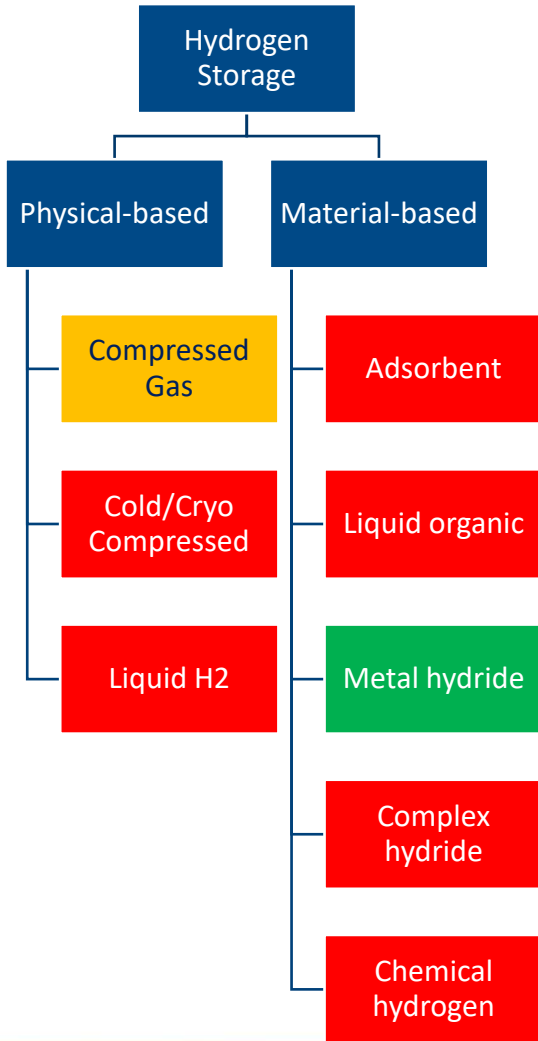 Hydrogen
Storage
Physical-based
Material-based
Compressed
Gas
Cold/Cryo
Compressed
Liquid H2
Adsorbent
Liquid organic
Metal hydride
Complex
hydride
Chemical
hydrogen